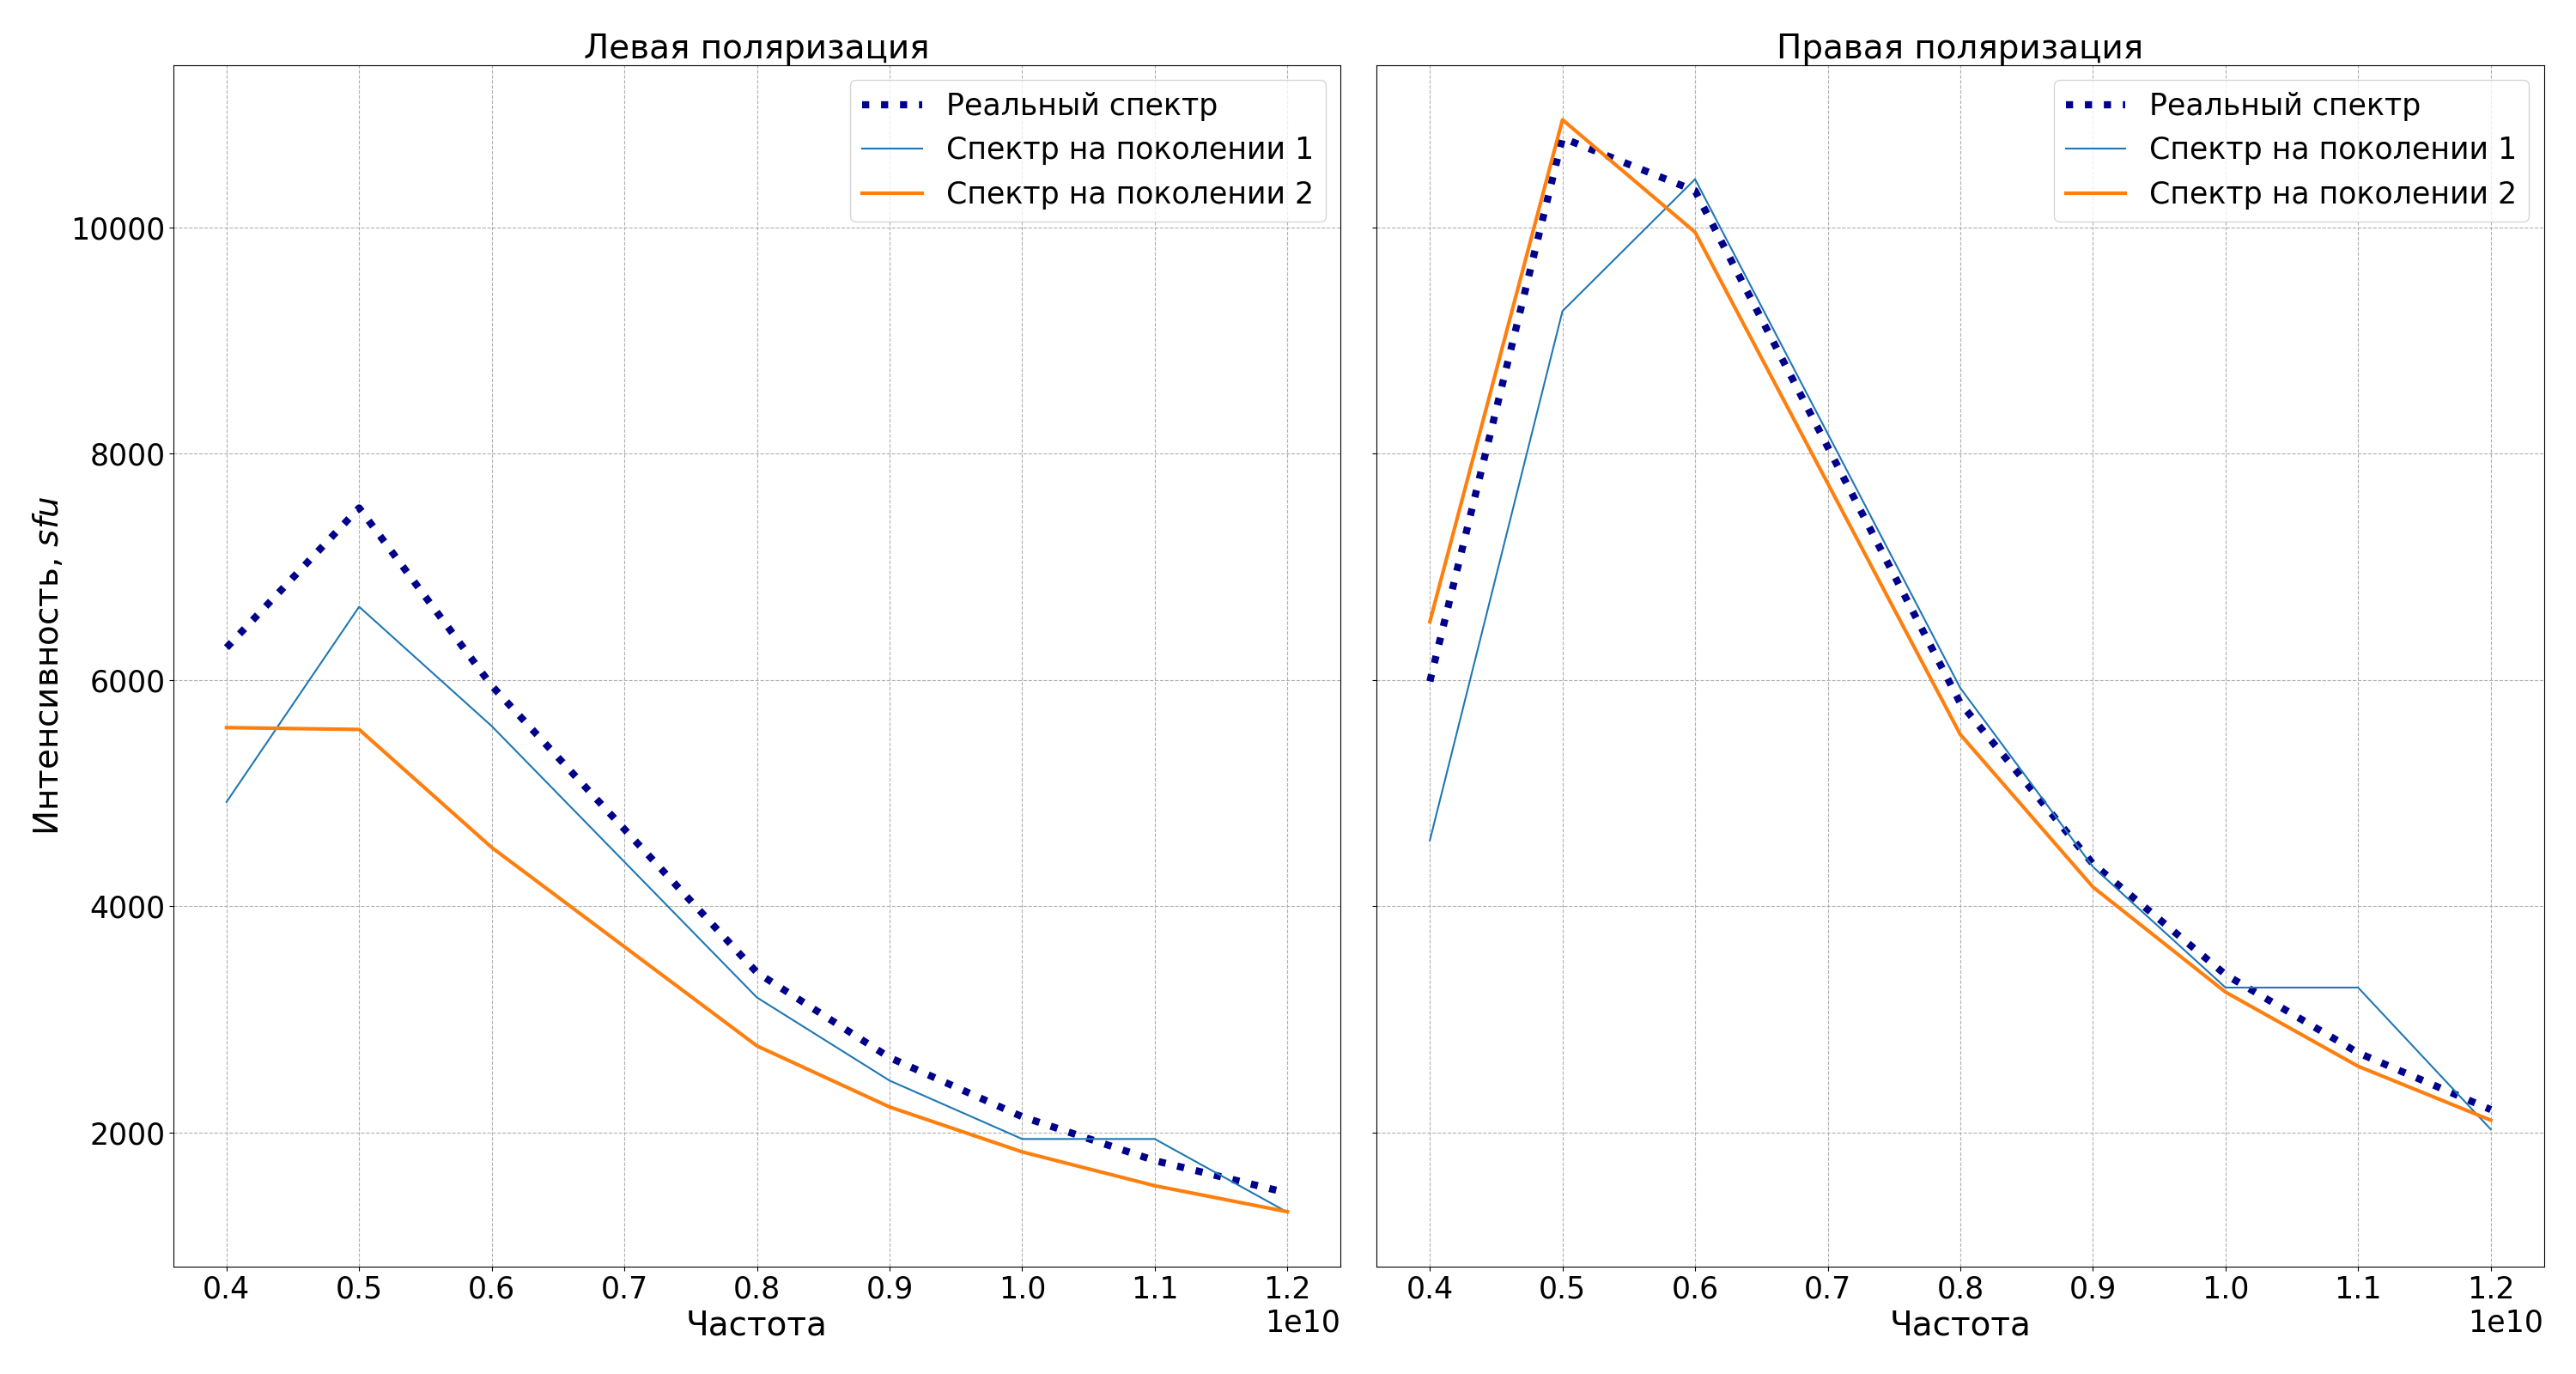 Левая поляризация
Реальный спектр
Спектр на поколении 1
Спектр на поколении 2
Интенсивность, sfu
10000
8000
6000
4000
2000
0.4 0.5 0.6 0.7 0.8 0.9 1.0 1.1 1.2
1e10
Частота
Правая поляризация
Реальный спектр
Спектр на поколении 1
Спектр на поколении 2
0.4 0.5 0.6 0.7 0.8 0.9 1.0 1.1 1.2
1e10
Частота